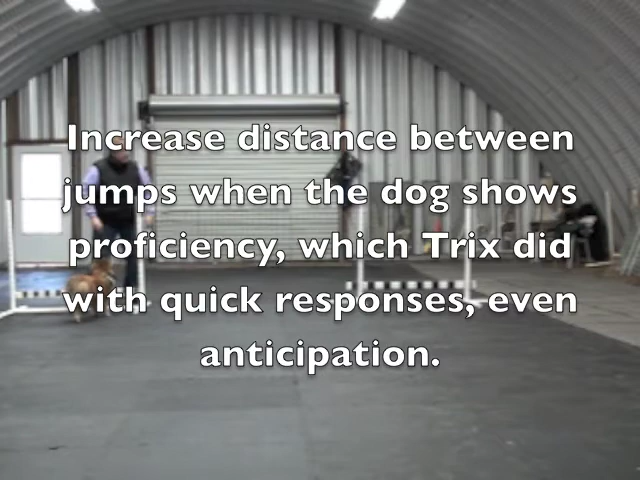 Increase distance between
jumps when the dog shows
proficiency, which Trix did
with quick responses, even
anticipation.